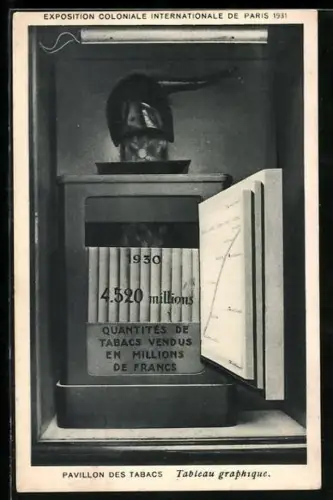 EXPOSITION COLONIALE INTERNATIONALE DE PARIS 1931
1930
4.520 millions
QUANTITÉS DE
TABACS VENDUS
EN MILLIONS
DE FRANCS
PAVILLON DES TABACS Tableau graphique.